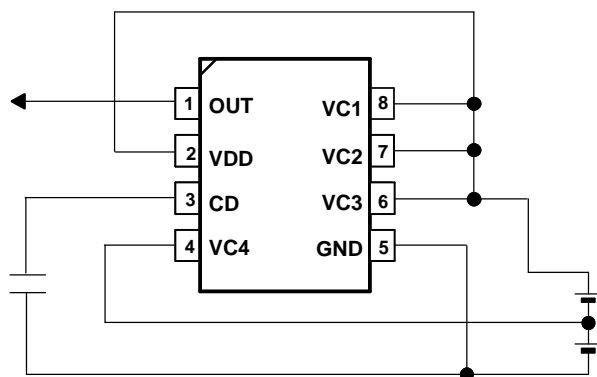 1 OUT VC1 8
2 VDD VC2 7
3 CD VC3 6
4 VC4 GND 5